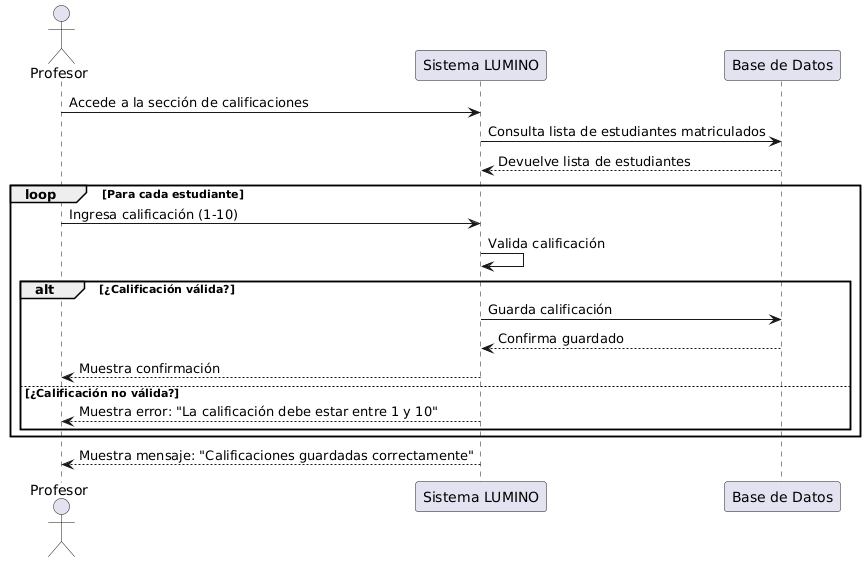 Profesor
Sistema LUMINO
Base de Datos
Accede a la sección de calificaciones
Consulta lista de estudiantes matriculados
Devuelve lista de estudiantes
loop [Para cada estudiante]
Ingresa calificación (1-10)
Valida calificación
alt [¿Calificación válida?]
Guarda calificación
Confirma guardado
Muestra confirmación
[¿Calificación no válida?]
Muestra error: "La calificación debe estar entre 1 y 10"
Muestra mensaje: "Calificaciones guardadas correctamente"
Profesor
Sistema LUMINO
Base de Datos